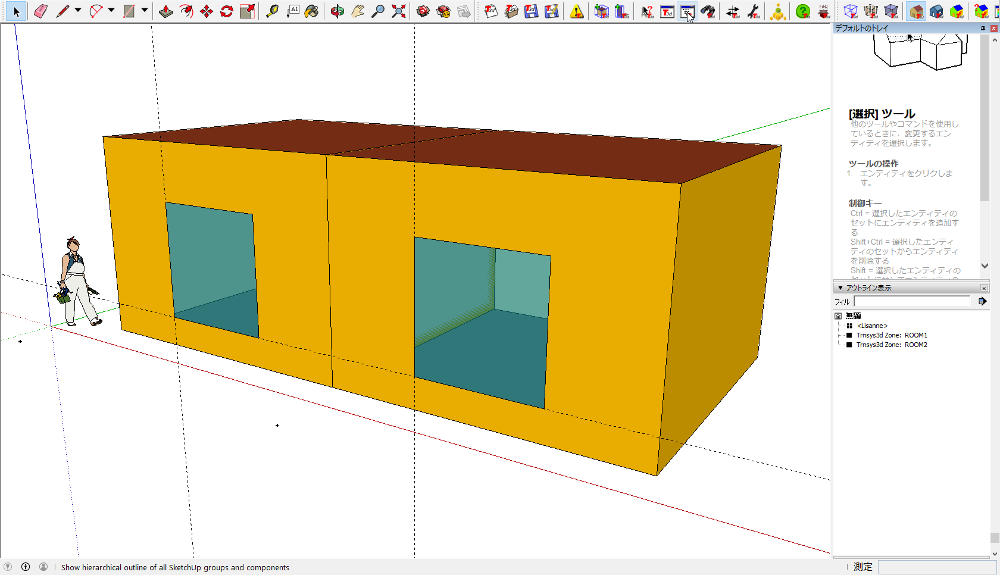 A1
T3d
T3d
T3d
T3d
T3d
FAQ
デフォルトのトレイ
[選択] ツール
他のツールやコマンドを使用し
ているときに、変更するエン
ティティを選択します。
ツールの操作
1. エンティティをクリックしま
す。
制御キー
Ctrl = 選択したエンティティの
セットにエンティティを追加す
る
Shift+Ctrl = 選択したエンティ
ティのセットからエンティティ
を削除する
Shift = 選択したエンティティの
アウトライン表示
フィル
無題
<Lisanne>
Trnsys3d Zone: ROOM1
Trnsys3d Zone: ROOM2
Show hierarchical outline of all SketchUp groups and components
測定